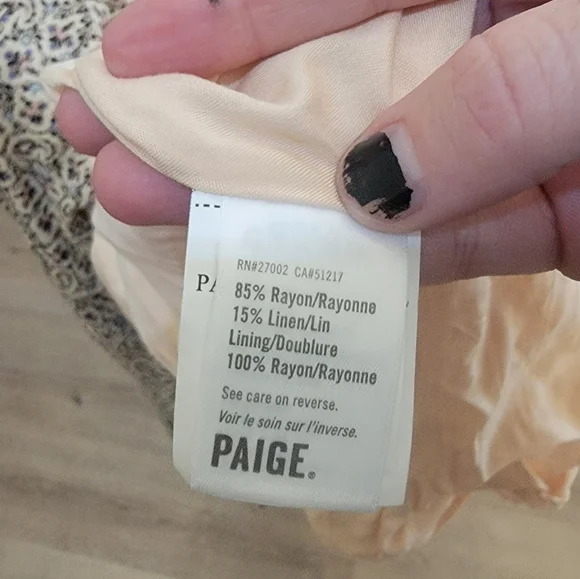 RN#27002 CA#51217
PA
85% Rayon/Rayonne
15% Linen/Lin
Lining/Doublure
100% Rayon/Rayonne
See care on reverse.
Voir le soin sur l'inverse.
PAIGE®